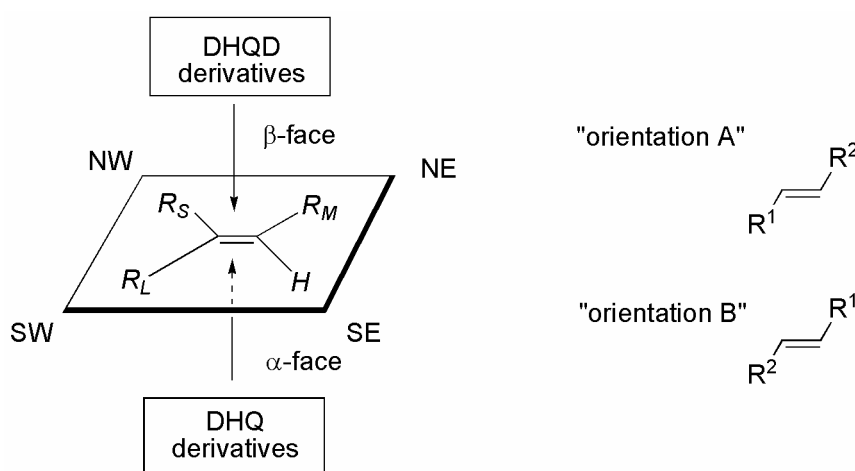 DHQD
derivatives
β-face
NW
NE
R_S
R_M
R_L
H
SW
SE
α-face
DHQ
derivatives
"orientation A"
R²
R¹
"orientation B"
R¹
R²